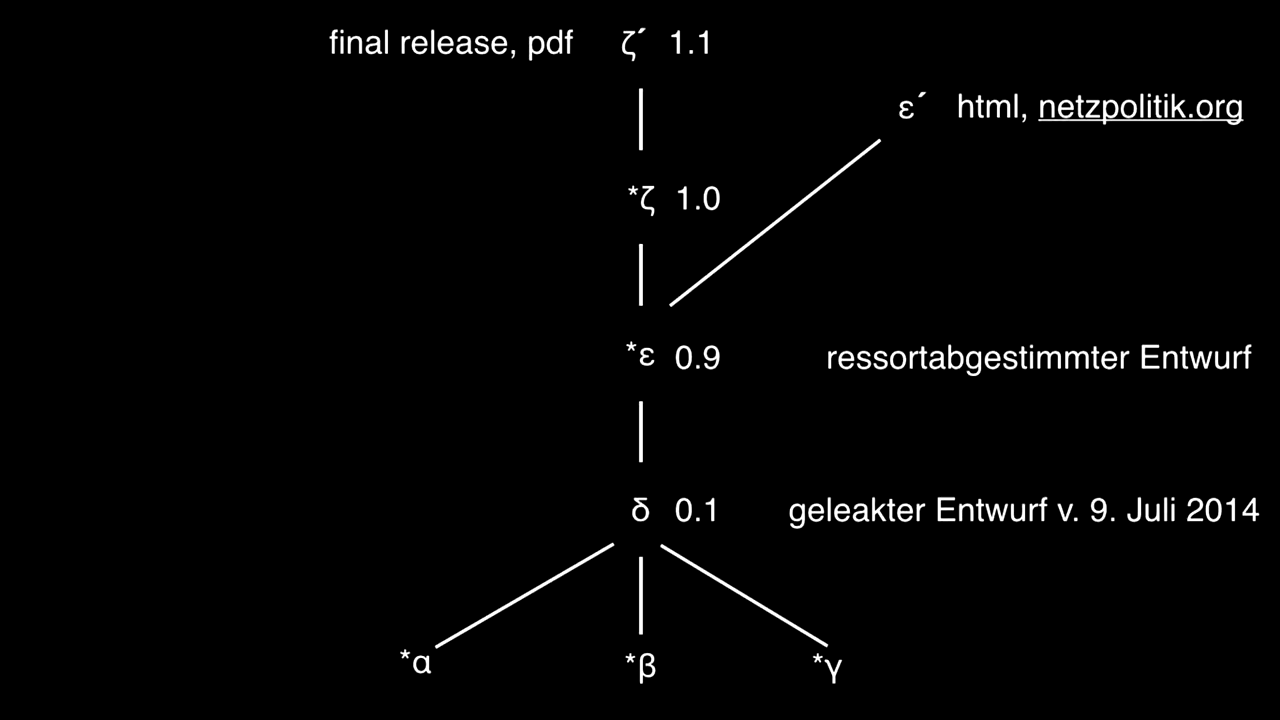 final release, pdf ζ´ 1.1
ε´ html, netzpolitik.org
*ζ 1.0
*ε 0.9 ressortabgestimmter Entwurf
δ 0.1 geleakter Entwurf v. 9. Juli 2014
*α *β *γ